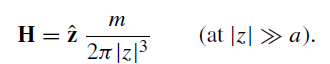 H = ẑ m / 2π|z|³ (at |z| ≫ a).